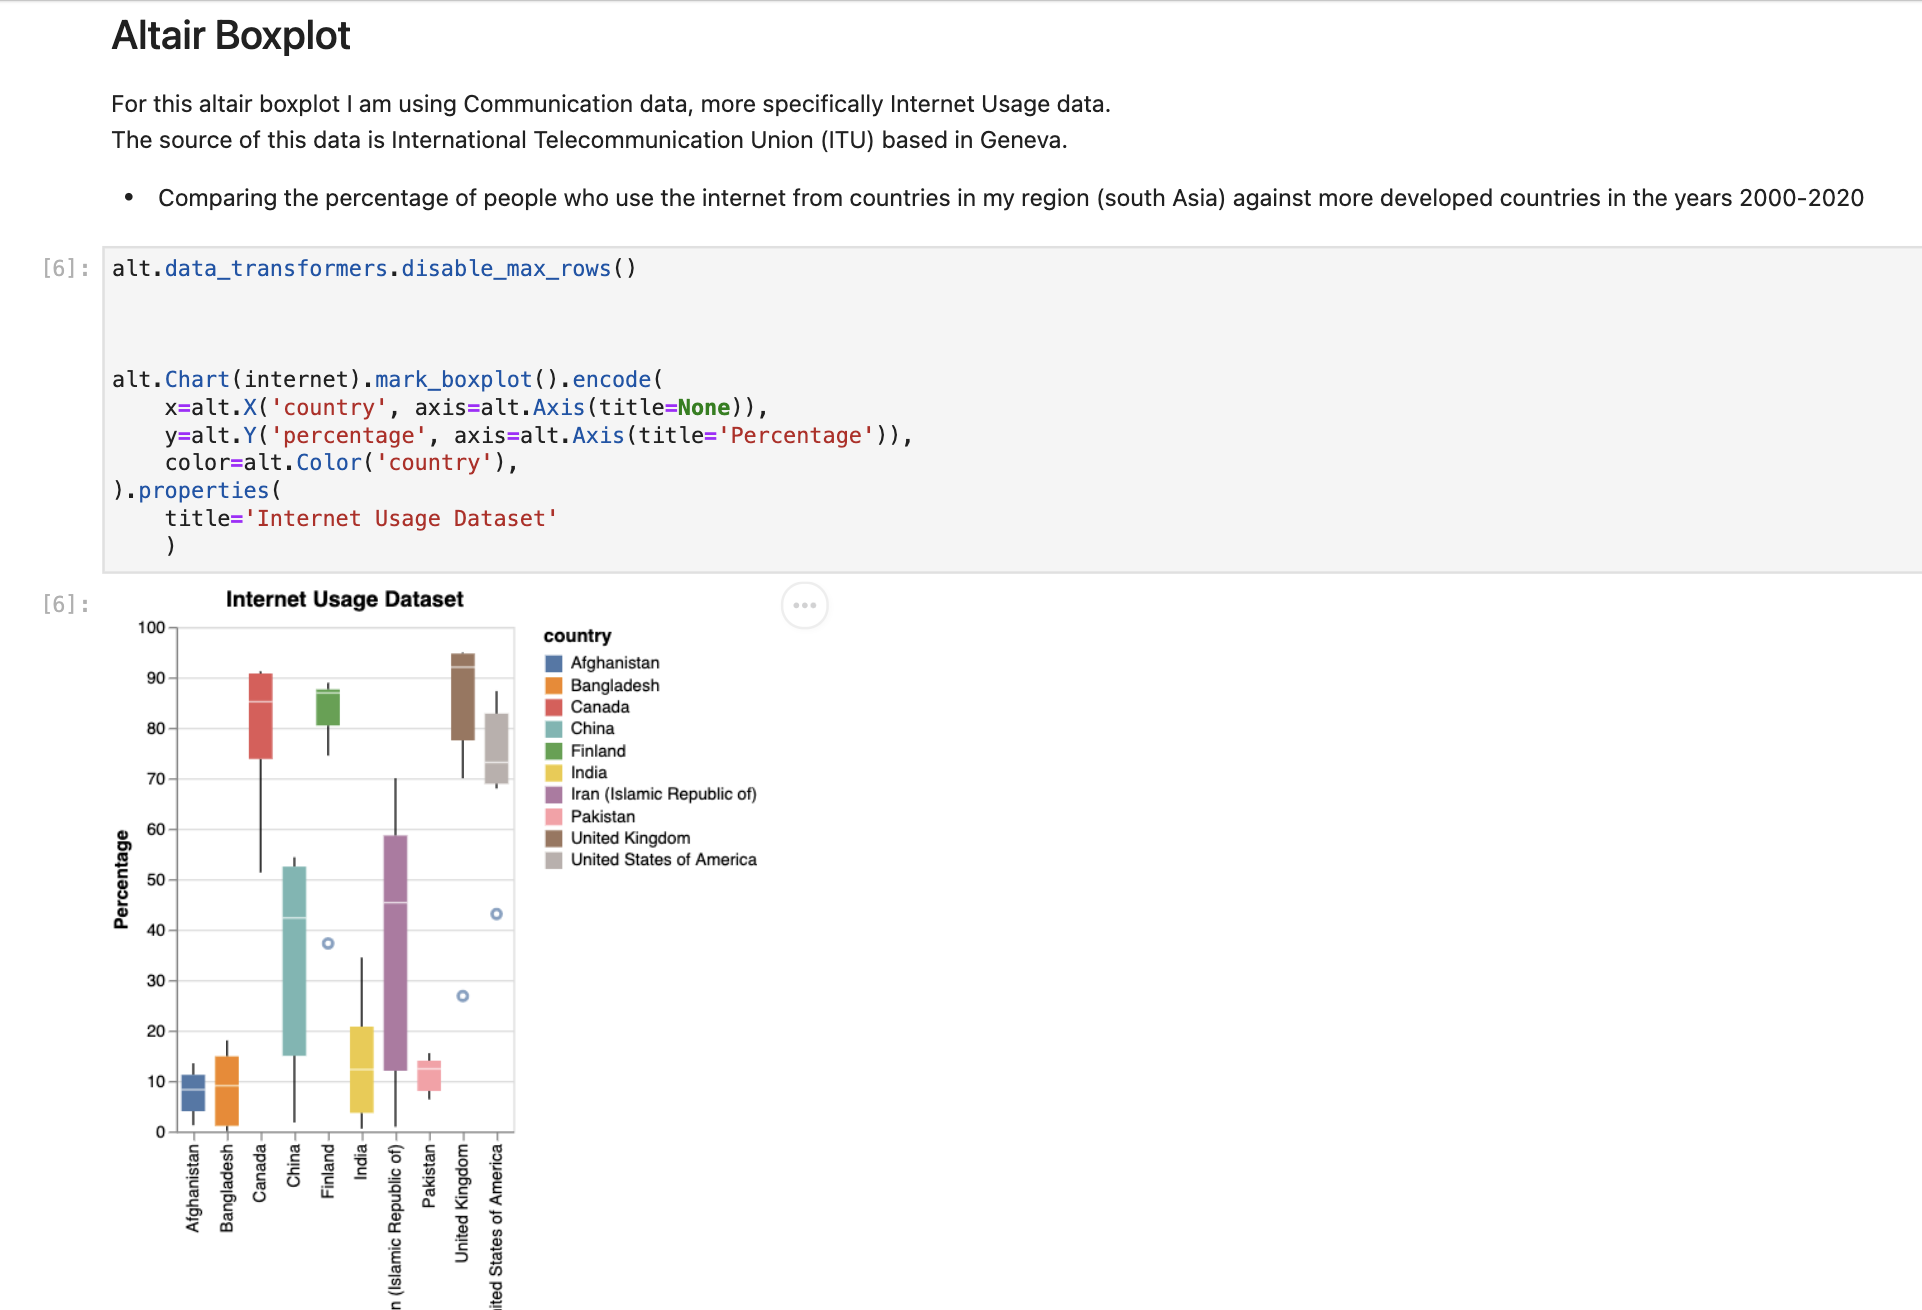 Altair Boxplot
For this altair boxplot I am using Communication data, more specifically Internet Usage data.
The source of this data is International Telecommunication Union (ITU) based in Geneva.
• Comparing the percentage of people who use the internet from countries in my region (south Asia) against more developed countries in the years 2000-2020
[6]:
alt.data_transformers.disable_max_rows()
alt.Chart(internet).mark_boxplot().encode(
    x=alt.X('country', axis=alt.Axis(title=None)),
    y=alt.Y('percentage', axis=alt.Axis(title='Percentage')),
    color=alt.Color('country'),
).properties(
    title='Internet Usage Dataset'
    )
[6]:
Internet Usage Dataset
100
90
80
70
60
50
40
30
20
10
0
Percentage
Afghanistan
Bangladesh
Canada
China
Finland
India
n (Islamic Republic of)
Pakistan
United Kingdom
ited States of America
country
Afghanistan
Bangladesh
Canada
China
Finland
India
Iran (Islamic Republic of)
Pakistan
United Kingdom
United States of America